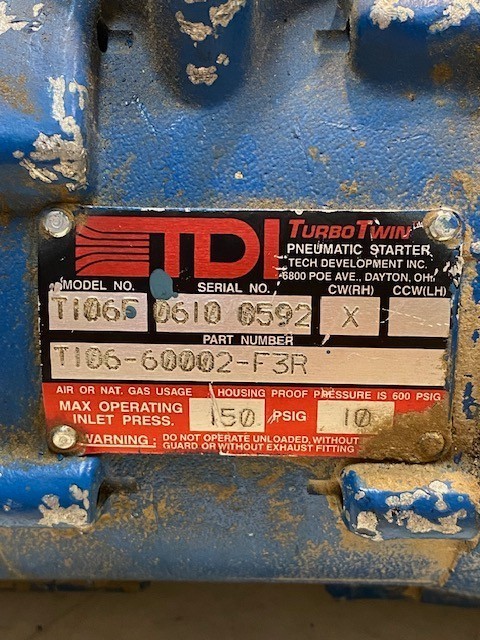 TDI TURBOTWIN
PNEUMATIC STARTER
TECH DEVELOPMENT INC.
6800 POE AVE., DAYTON, OH.
MODEL NO. SERIAL NO. CW(RH) CCW(LH)
T106F 0610 0592 X
PART NUMBER
T106-60002-F3R
AIR OR NAT. GAS USAGE HOUSING PROOF PRESSURE IS 600 PSIG
MAX OPERATING INLET PRESS. 150 PSIG 10
WARNING: DO NOT OPERATE UNLOADED, WITHOUT
GUARD OR WITHOUT EXHAUST FITTING